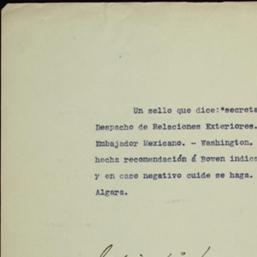 Un sello que dice:"secreta
Despacho de Relaciones Exteriores.
Embajador Mexicano. - Washington.
hecha recomendación á Bowen indica
y en caso negativo cuide se haga.
Algara.